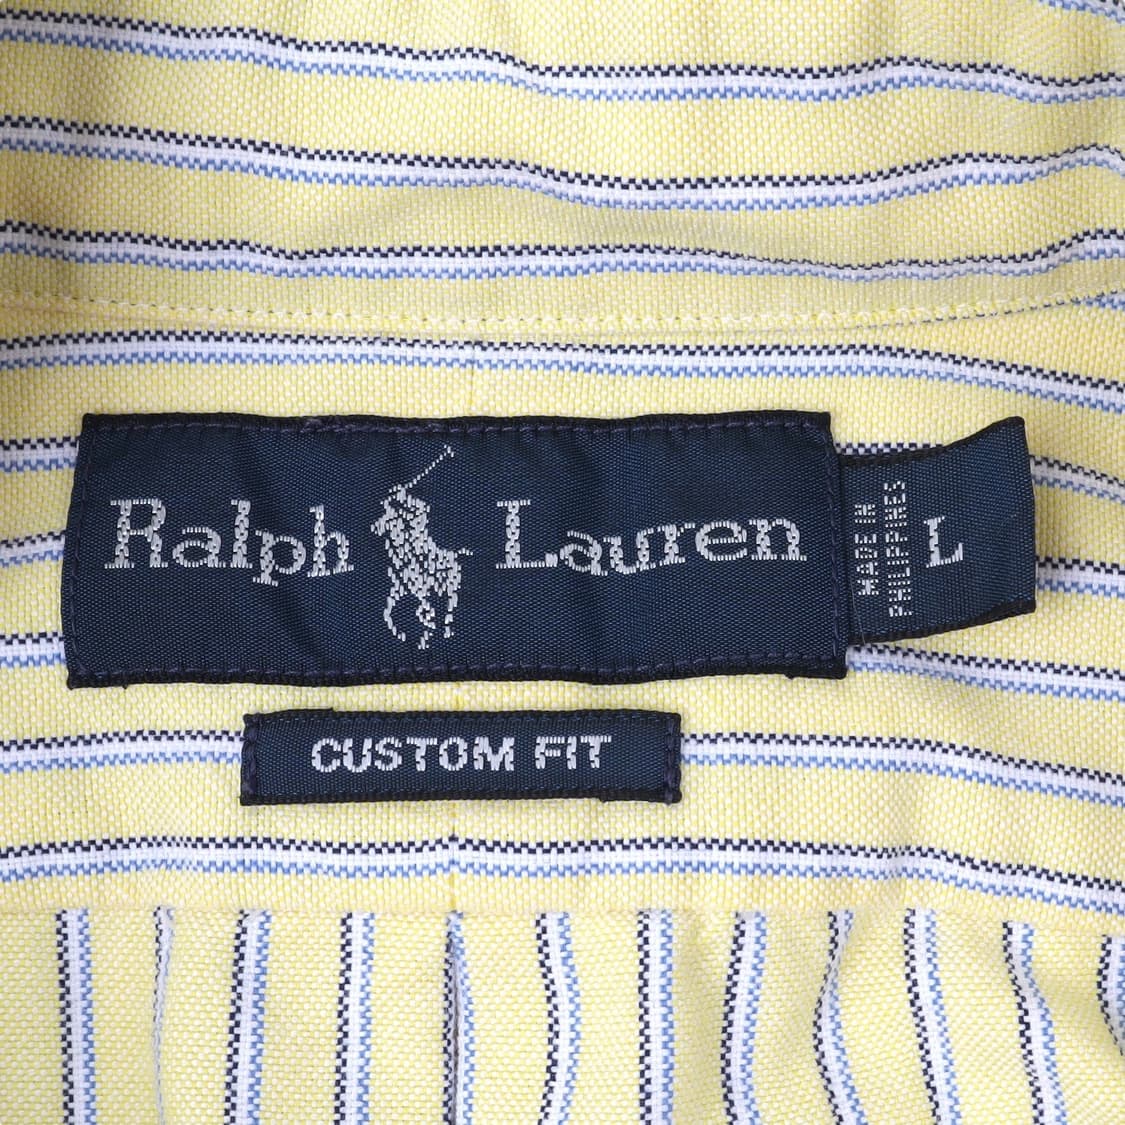 Ralph Lauren
MADE IN
PHILIPPINES
L
CUSTOM FIT